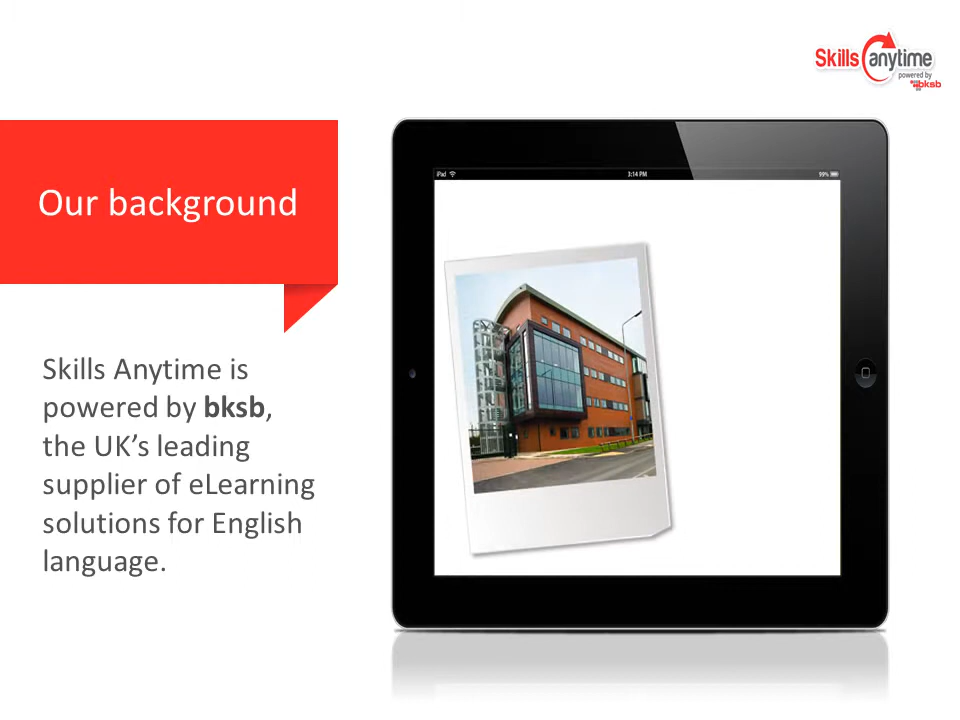 Skills anytime
powered by
bksb
Our background
iPad
3:14 PM
99%
Skills Anytime is
powered by bksb,
the UK’s leading
supplier of eLearning
solutions for English
language.